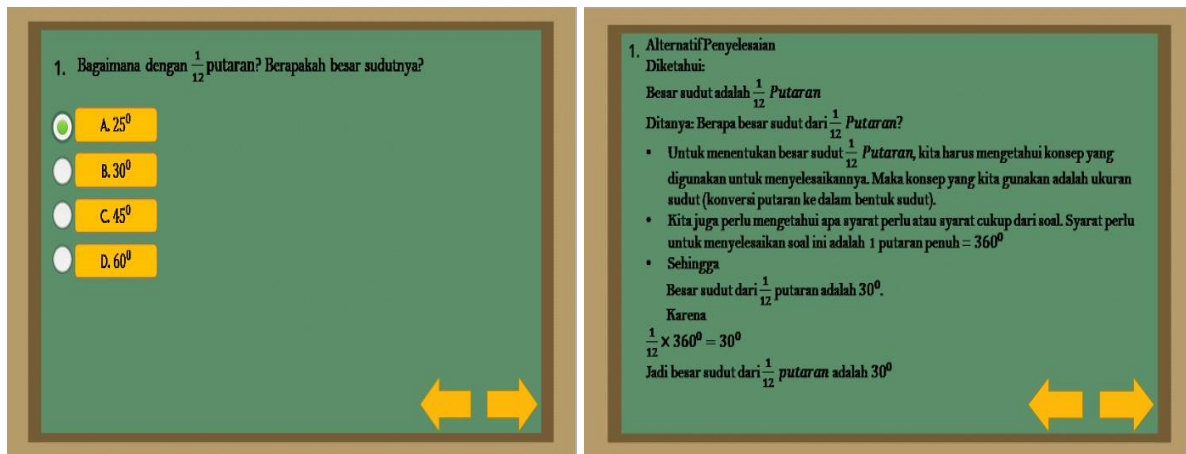 1. Bagaimana dengan 1/12 putaran? Berapakah besar sudutnya?
A. 25⁰
B. 30⁰
C. 45⁰
D. 60⁰
1. Alternatif Penyelesaian
Diketahui:
Besar sudut adalah 1/12 Putaran
Ditanya: Berapa besar sudut dari 1/12 Putaran?
• Untuk menentukan besar sudut 1/12 Putaran, kita harus mengetahui konsep yang
digunakan untuk menyelesaikannya. Maka konsep yang kita gunakan adalah ukuran
sudut (konversi putaran ke dalam bentuk sudut).
• Kita juga perlu mengetahui apa syarat perlu atau syarat cukup dari soal. Syarat perlu
untuk menyelesaikan soal ini adalah 1 putaran penuh = 360⁰
• Sehingga
Besar sudut dari 1/12 putaran adalah 30⁰.
Karena
1/12 × 360⁰ = 30⁰
Jadi besar sudut dari 1/12 putaran adalah 30⁰